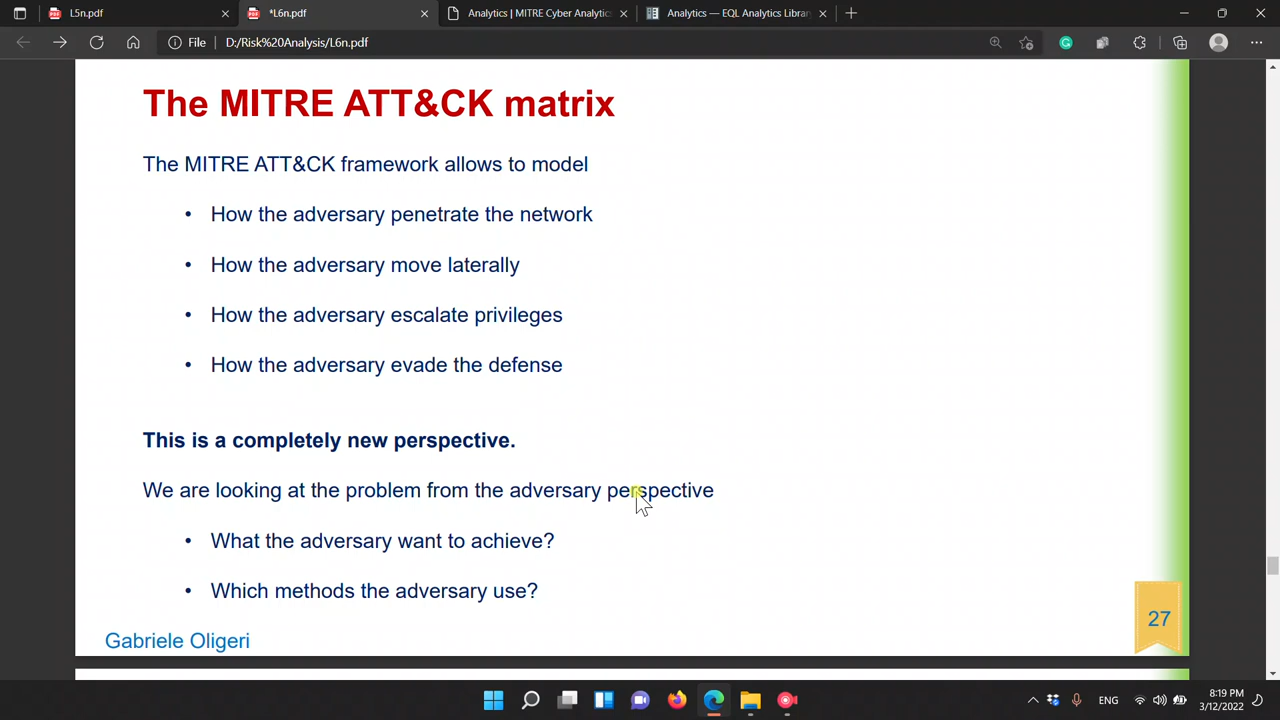 L5n.pdf
*L6n.pdf
Analytics | MITRE Cyber Analytic
Analytics — EQL Analytics Librar
File
D:/Risk%20Analysis/L6n.pdf
The MITRE ATT&CK matrix
The MITRE ATT&CK framework allows to model
• How the adversary penetrate the network
• How the adversary move laterally
• How the adversary escalate privileges
• How the adversary evade the defense
This is a completely new perspective.
We are looking at the problem from the adversary perspective
• What the adversary want to achieve?
• Which methods the adversary use?
27
Gabriele Oligeri
ENG
8:19 PM
3/12/2022